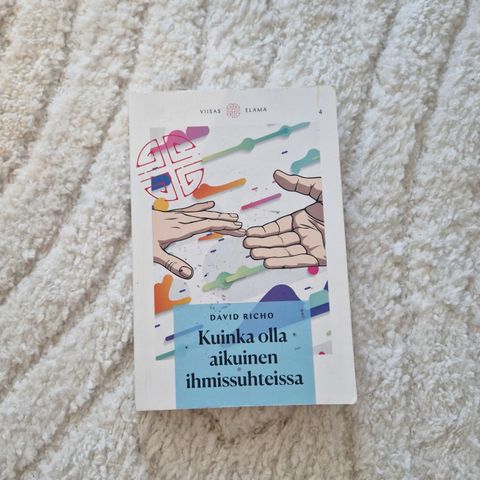 VIISAS ELÄMÄ
4
DAVID RICHO
Kuinka olla
aikuinen
ihmissuhteissa